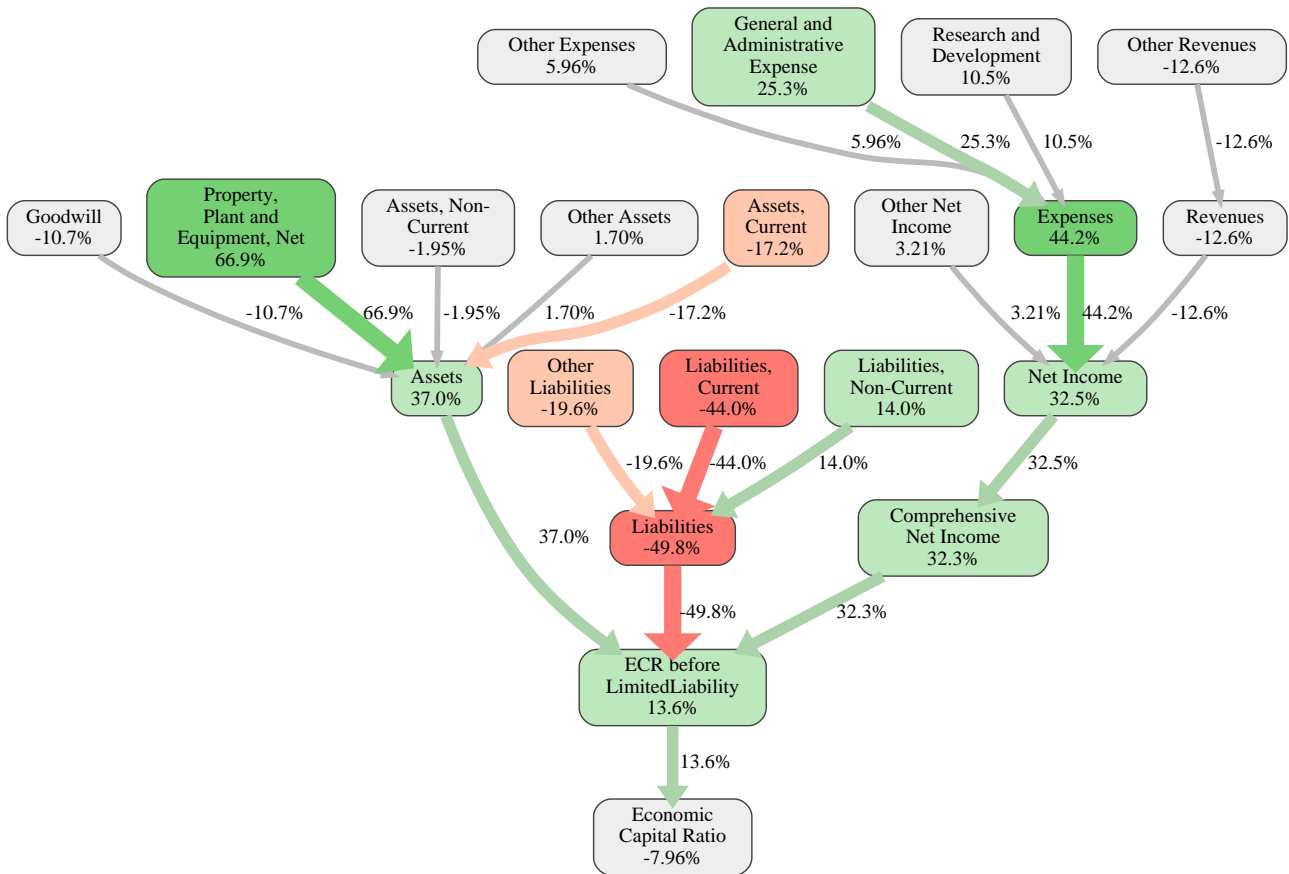 Other Expenses
5.96%
General and
Administrative
Expense
25.3%
Research and
Development
10.5%
Other Revenues
-12.6%
5.96%
25.3%
10.5%
-12.6%
Goodwill
-10.7%
Property,
Plant and
Equipment, Net
66.9%
Assets, Non-
Current
-1.95%
Other Assets
1.70%
Assets,
Current
-17.2%
Other Net
Income
3.21%
Expenses
44.2%
Revenues
-12.6%
-10.7%
66.9%
-1.95%
1.70%
-17.2%
3.21%
44.2%
-12.6%
Assets
37.0%
Other
Liabilities
-19.6%
Liabilities,
Current
-44.0%
Liabilities,
Non-Current
14.0%
Net Income
32.5%
-19.6%
-44.0%
14.0%
32.5%
37.0%
Liabilities
-49.8%
Comprehensive
Net Income
32.3%
-49.8%
32.3%
ECR before
LimitedLiability
13.6%
13.6%
Economic
Capital Ratio
-7.96%